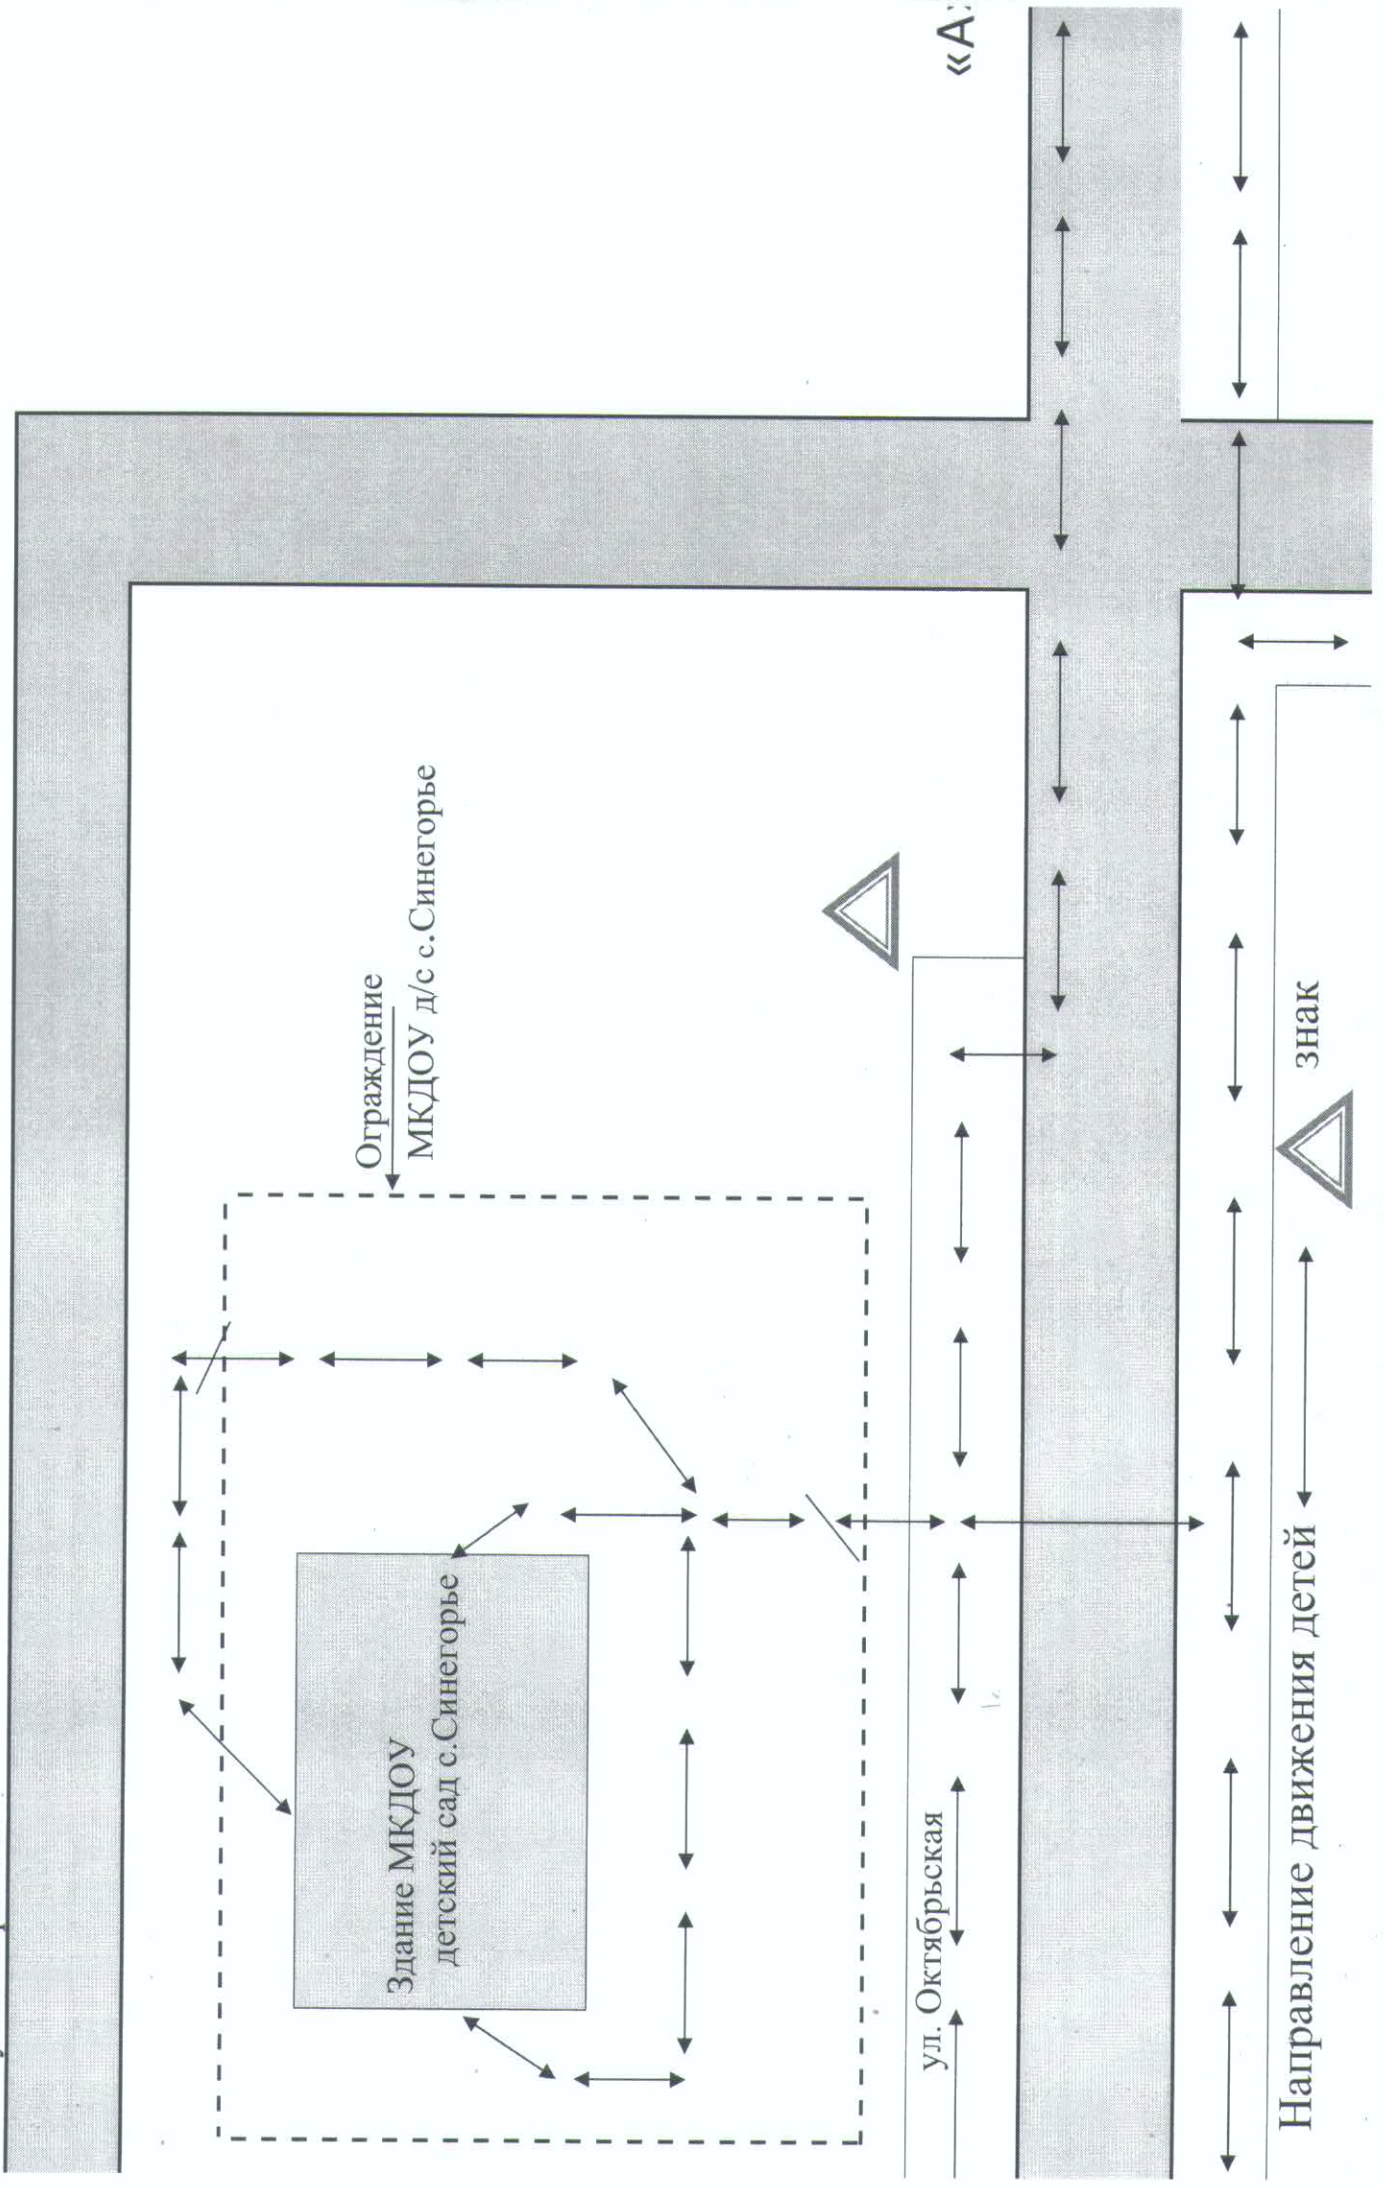 Ограждение
МКДОУ д/с с.Синегорье
Здание МКДОУ
детский сад с.Синегорье
ул. Октябрьская
знак
Направление движения детей
«А